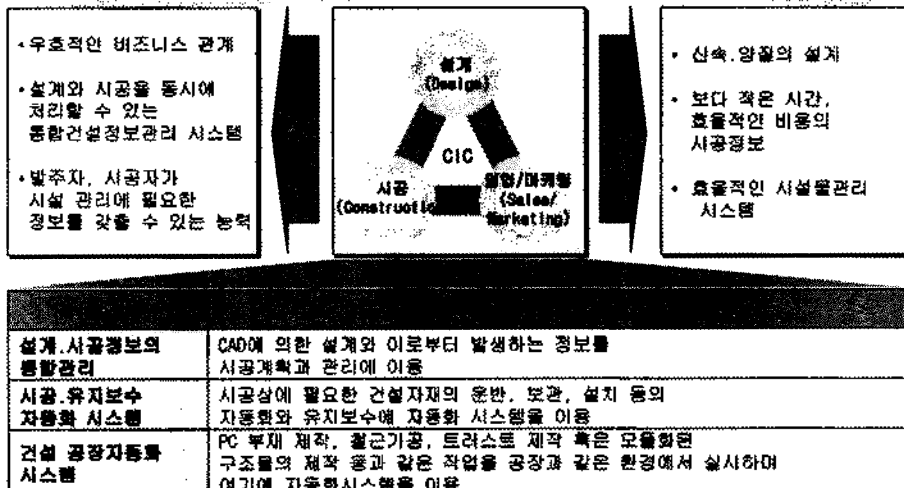 •우호적인 비즈니스 관계
•설계와 시공을 동시에
처리할 수 있는
통합건설정보관리 시스템
•발주자, 시공자가
시설 관리에 필요한
정보를 갖출 수 있는 능력
설계
(Design)
CIC
시공
(Constructio
영업/마케팅
(Sales/
Marketing)
• 신속.양질의 설계
• 보다 적은 시간,
효율적인 비용의
시공정보
• 효율적인 시설물관리
시스템
설계.시공정보의
통합관리
CAD에 의한 설계와 이로부터 발생하는 정보를
시공계획과 관리에 이용
시공.유지보수
자동화 시스템
시공상에 필요한 건설자재의 운반, 보관, 설치 등의
자동화와 유지보수에 자동화 시스템을 이용
건설 공장자동화
시스템
PC 부재 제작, 철근가공, 트러스트 제작 혹은 모듈화된
구조물의 제작 등과 같은 작업을 공장과 같은 환경에서 실시하며
여기에 자동화시스템을 이용